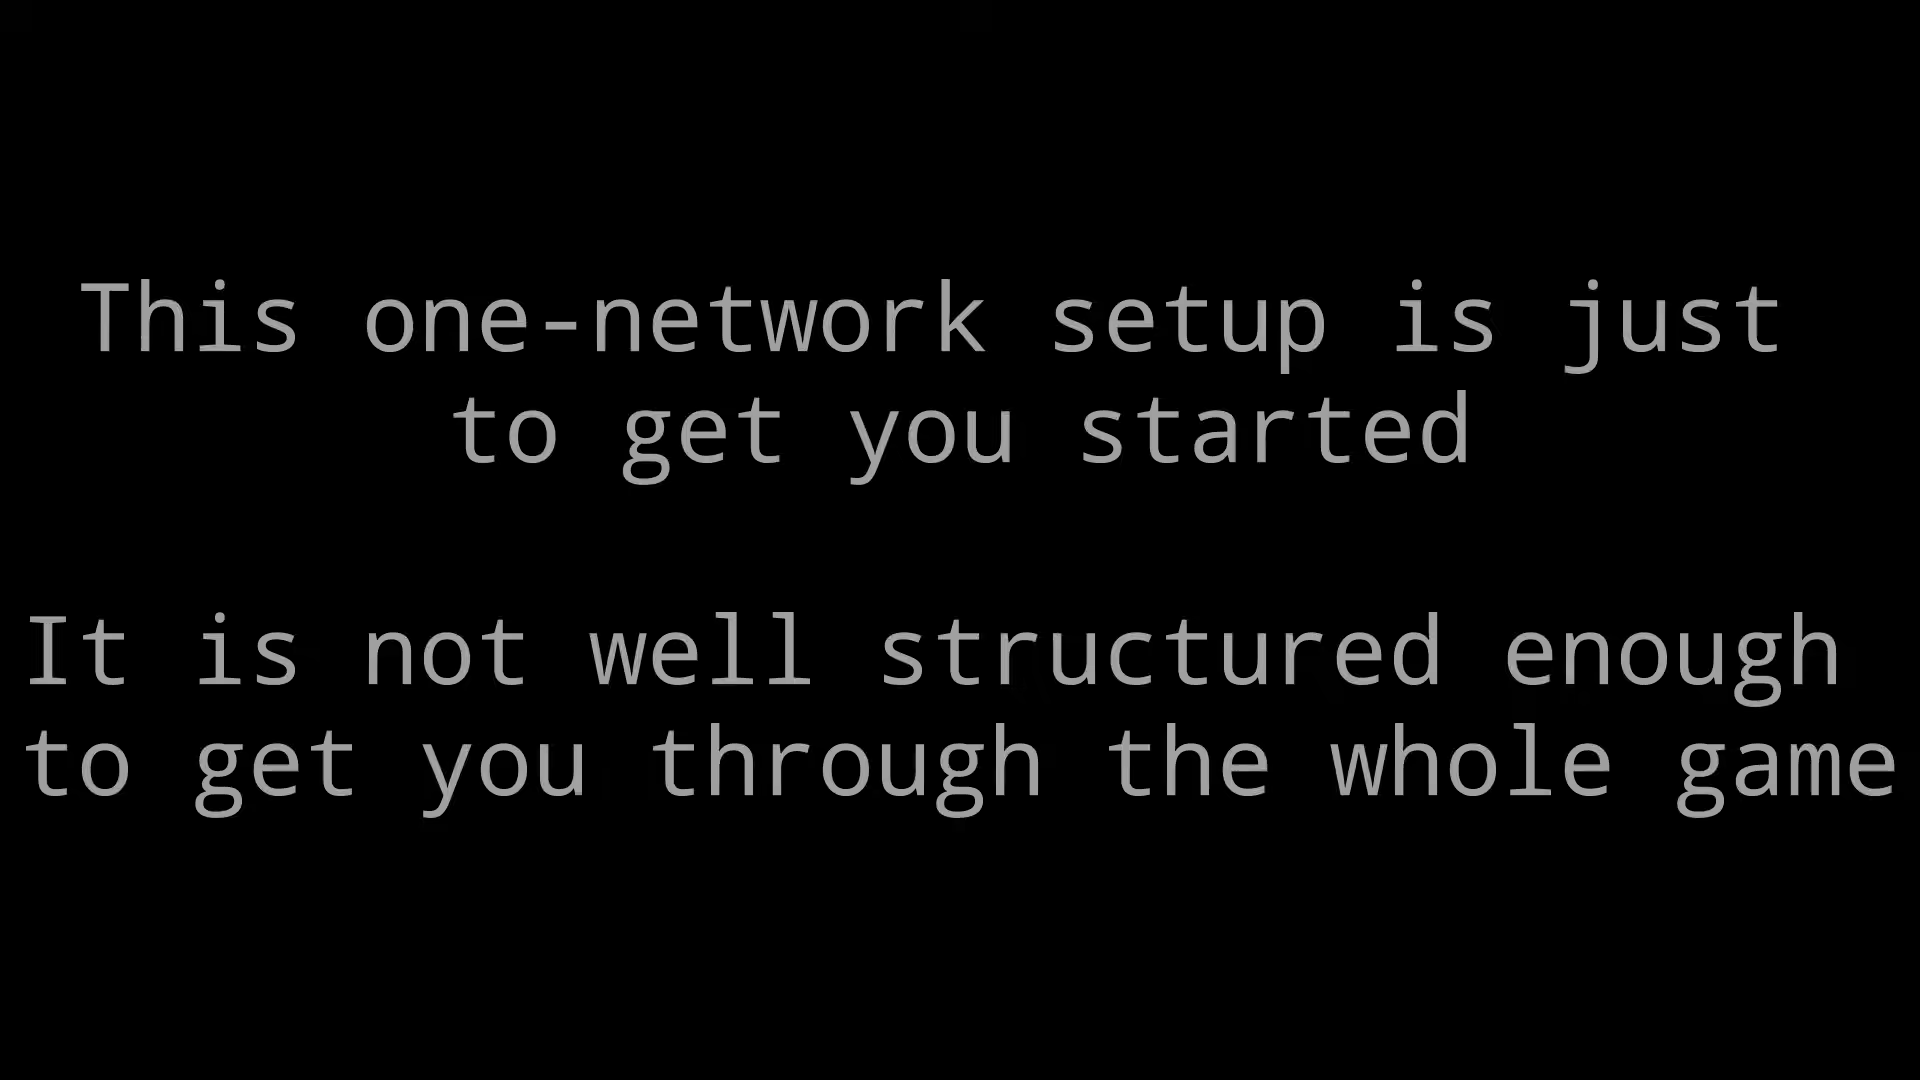 This one-network setup is just
to get you started
It is not well structured enough
to get you through the whole game